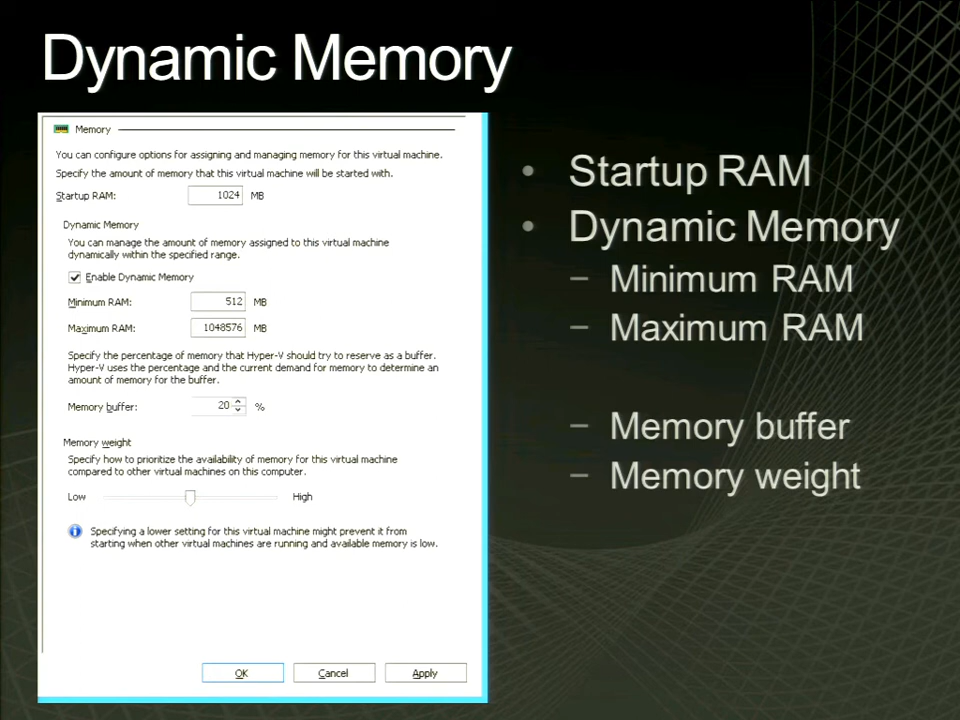 Dynamic Memory
Memory
You can configure options for assigning and managing memory for this virtual machine.
Specify the amount of memory that this virtual machine will be started with.
Startup RAM: 1024 MB
Dynamic Memory
You can manage the amount of memory assigned to this virtual machine
dynamically within the specified range.
Enable Dynamic Memory
Minimum RAM: 512 MB
Maximum RAM: 1048576 MB
Specify the percentage of memory that Hyper-V should try to reserve as a buffer.
Hyper-V uses the percentage and the current demand for memory to determine an
amount of memory for the buffer.
Memory buffer: 20 %
Memory weight
Specify how to prioritize the availability of memory for this virtual machine
compared to other virtual machines on this computer.
Low High
Specifying a lower setting for this virtual machine might prevent it from
starting when other virtual machines are running and available memory is low.
OK Cancel Apply
• Startup RAM
• Dynamic Memory
– Minimum RAM
– Maximum RAM
– Memory buffer
– Memory weight